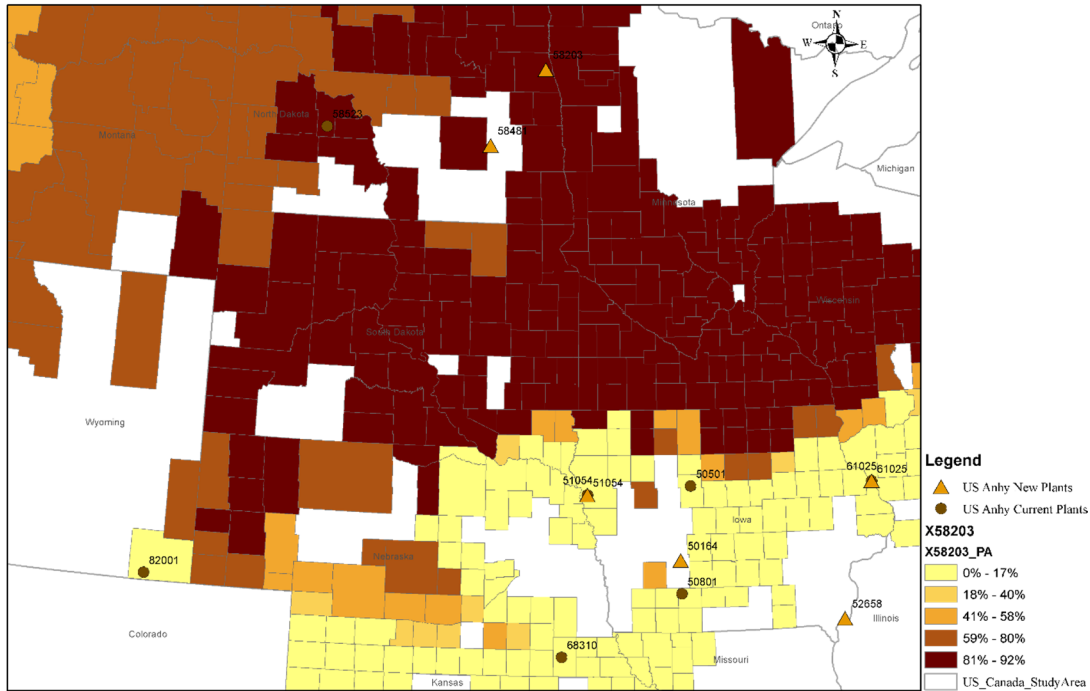 Ontario
N
W E
S
58203
North Dakota
58523
58481
Montana
Michigan
Minnesota
Wisconsin
South Dakota
Wyoming
51054 51054
50501
61025 61025
Iowa
Nebraska
50164
82001
50801
52658
Illinois
Colorado
68310
Missouri
Kansas
Legend
US Anhy New Plants
US Anhy Current Plants
X58203
X58203_PA
0% - 17%
18% - 40%
41% - 58%
59% - 80%
81% - 92%
US_Canada_StudyArea